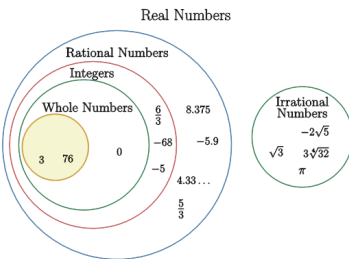 Real Numbers
Rational Numbers
Integers
Whole Numbers
3 76
0
6/3
8.375
-68
-5.9
-5
4.33...
5/3
Irrational
Numbers
-2√5
√3 3∜32
π